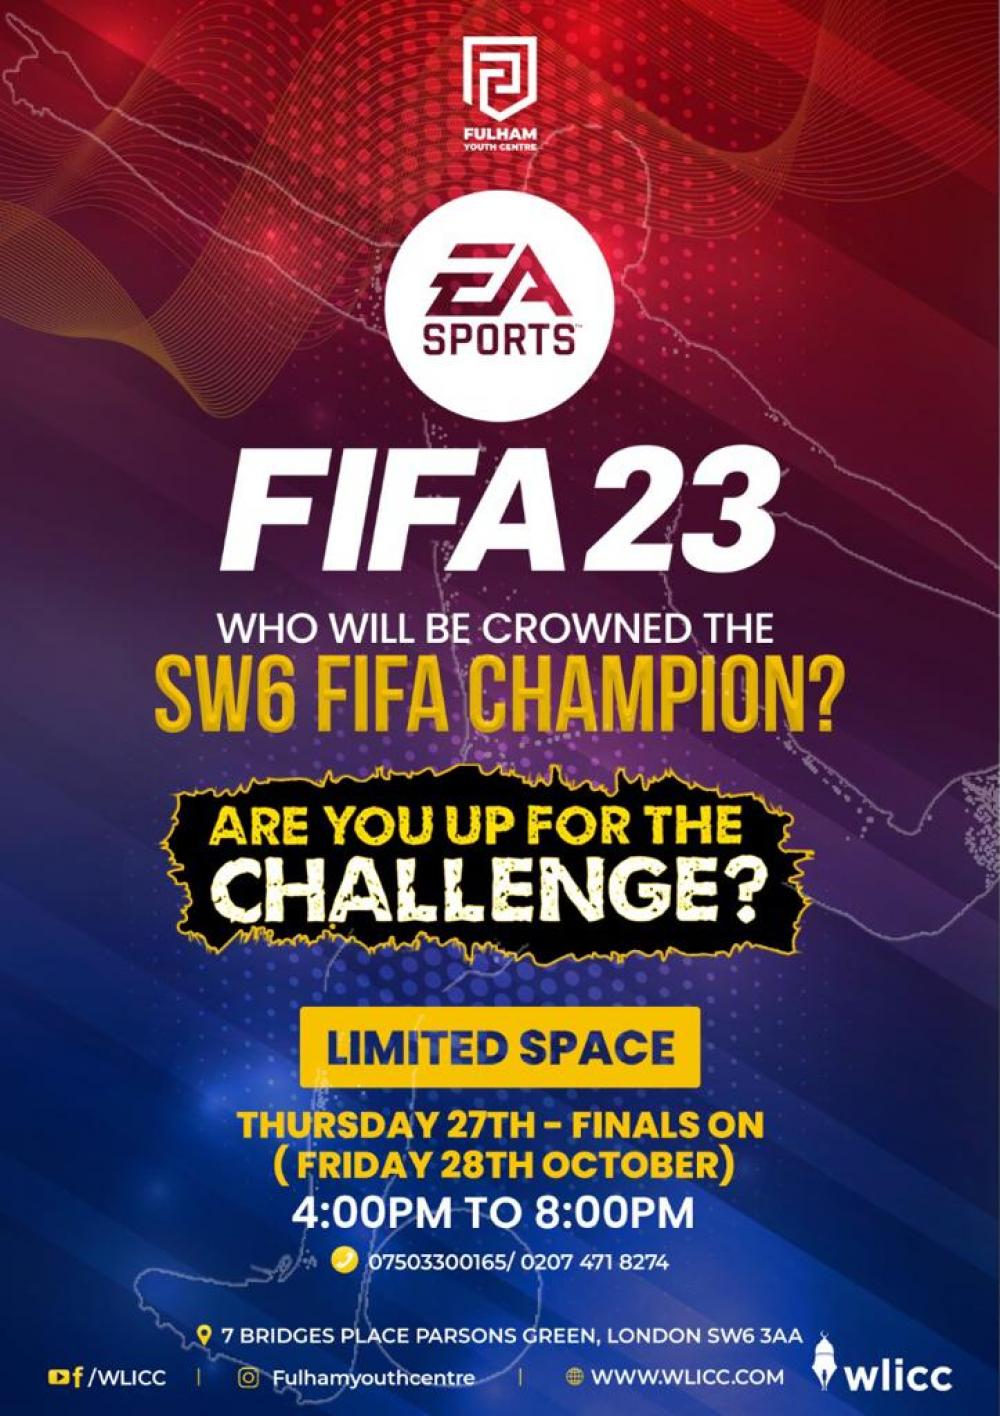 FULHAM
YOUTH CENTRE
EA
SPORTS™
FIFA 23
WHO WILL BE CROWNED THE
SW6 FIFA CHAMPION?
ARE YOU UP FOR THE
CHALLENGE?
LIMITED SPACE
THURSDAY 27TH – FINALS ON
( FRIDAY 28TH OCTOBER)
4:00PM TO 8:00PM
07503300165/ 0207 471 8274
7 BRIDGES PLACE PARSONS GREEN, LONDON SW6 3AA
/WLICC | Fulhamyouthcentre | WWW.WLICC.COM wlicc